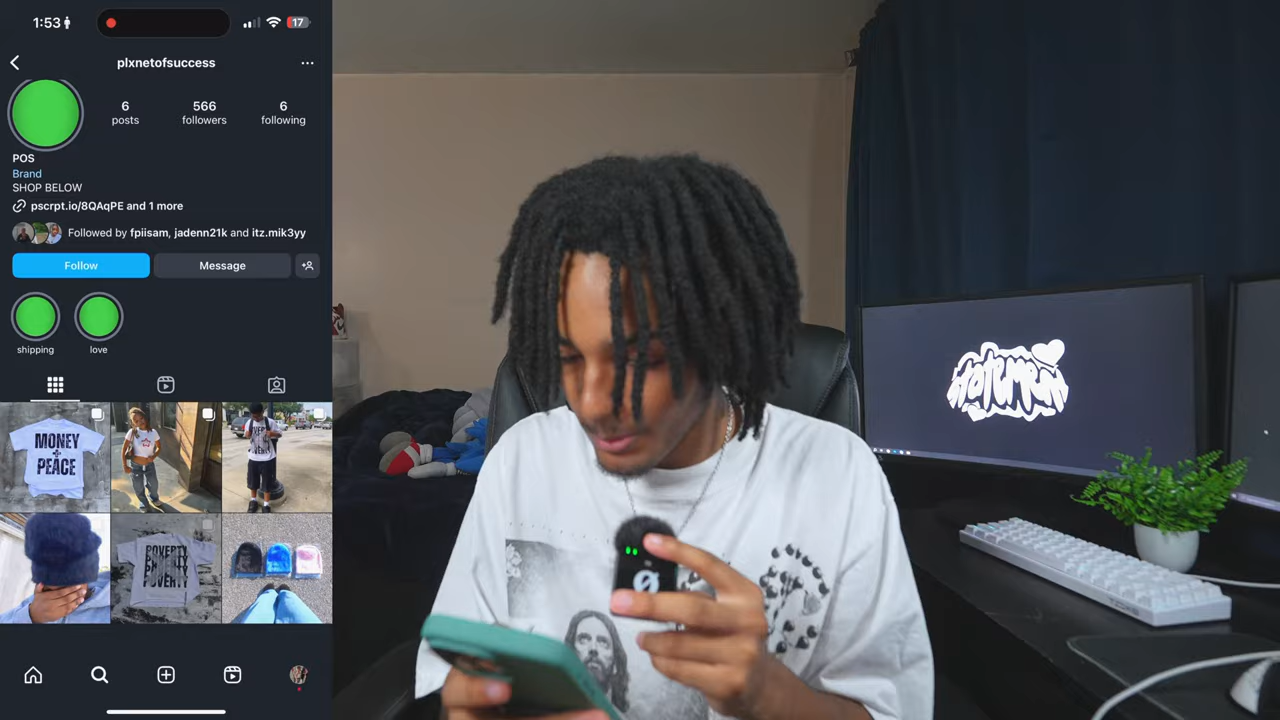 1:53
17
plxnetofsuccess
6
posts
566
followers
6
following
POS
Brand
SHOP BELOW
pscrpt.io/8QAqPE and 1 more
Followed by fpiisam, jadenn21k and itz.mik3yy
Follow
Message
shipping
love
MONEY
+
PEACE
POVERTY
POVERTY